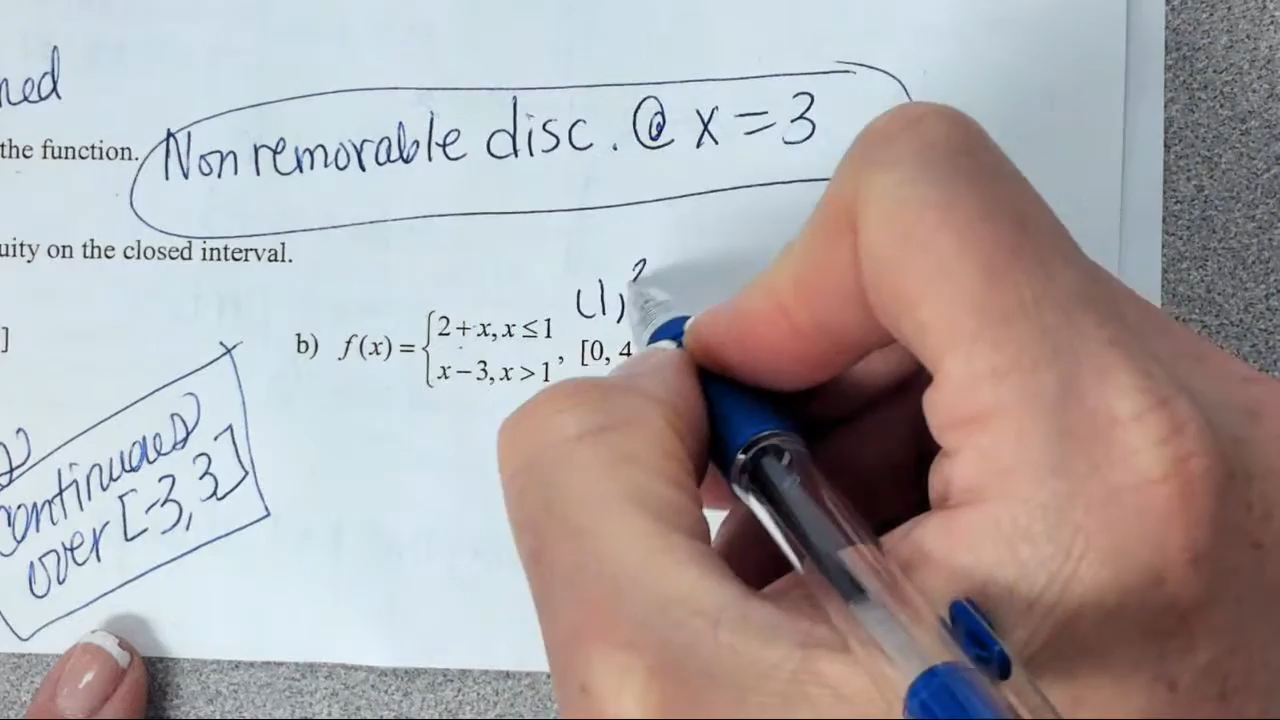 ned
the function. Nonremovable disc. @ x = 3
uity on the closed interval.
(1,
]
b) f(x) = {2+x, x≤1
x−3, x>1 , [0, 4
continuous
over [-3, 3]